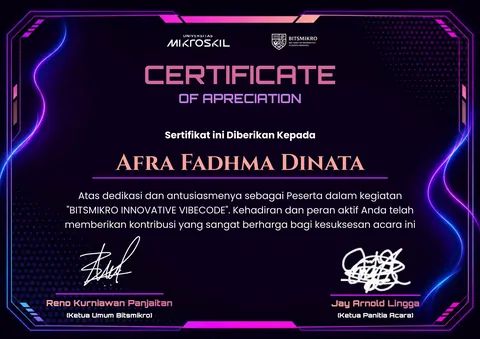 UNIVERSITAS
MIKROSKIL
BITSMIKRO
CERTIFICATE
OF APRECIATION
Sertifikat ini Diberikan Kepada
AFRA FADHMA DINATA
Atas dedikasi dan antusiasmenya sebagai Peserta dalam kegiatan
"BITSMIKRO INNOVATIVE VIBECODE". Kehadiran dan peran aktif Anda telah
memberikan kontribusi yang sangat berharga bagi kesuksesan acara ini
Reno Kurniawan Panjaitan
(Ketua Umum Bitsmikro)
Jay Arnold Lingga
(Ketua Panitia Acara)